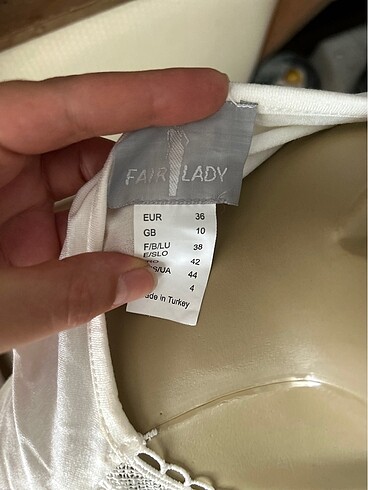 FAIR LADY
EUR 36
GB 10
F/B/LU 38
E/SLO
42
/UA 44
4
de in Turkey